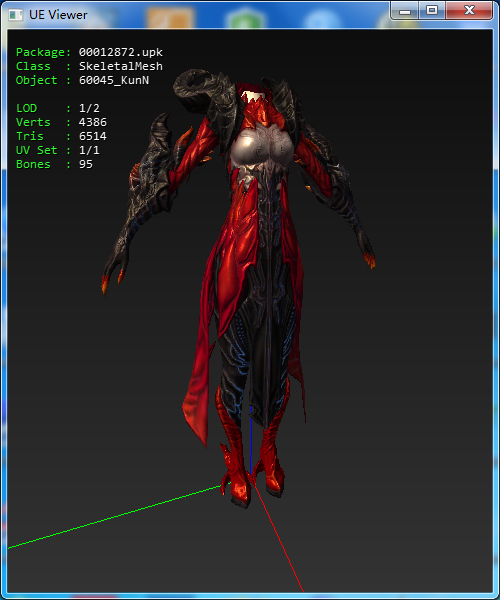 UE Viewer
Package: 00012872.upk
Class : SkeletalMesh
Object : 60045_KunN
LOD : 1/2
Verts : 4386
Tris : 6514
UV Set : 1/1
Bones : 95